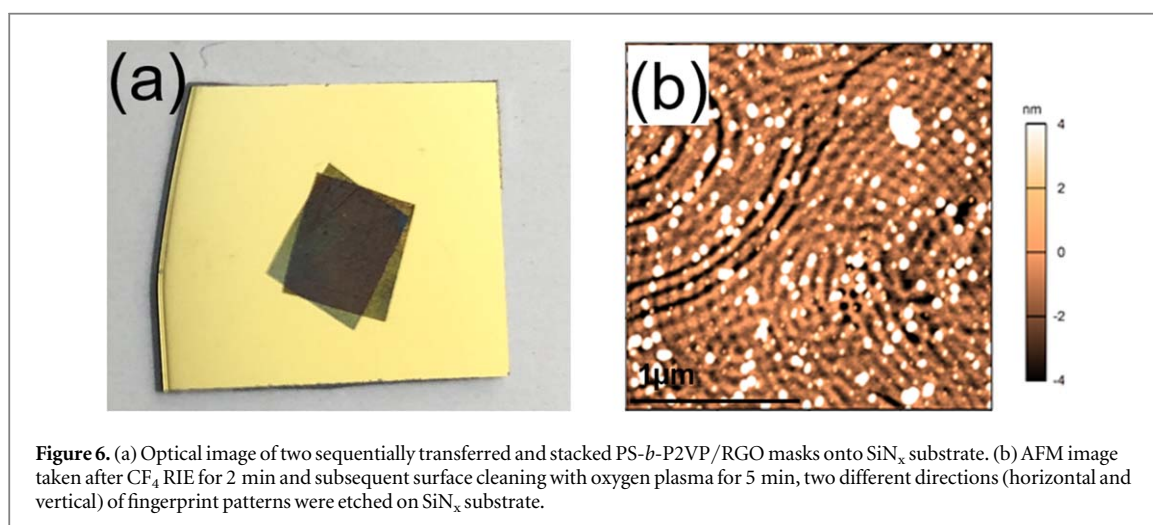 (a)
(b)
nm
4
2
0
-2
-4
1μm
Figure 6. (a) Optical image of two sequentially transferred and stacked PS-b-P2VP/RGO masks onto SiNx substrate. (b) AFM image
taken after CF4 RIE for 2 min and subsequent surface cleaning with oxygen plasma for 5 min, two different directions (horizontal and
vertical) of fingerprint patterns were etched on SiNx substrate.